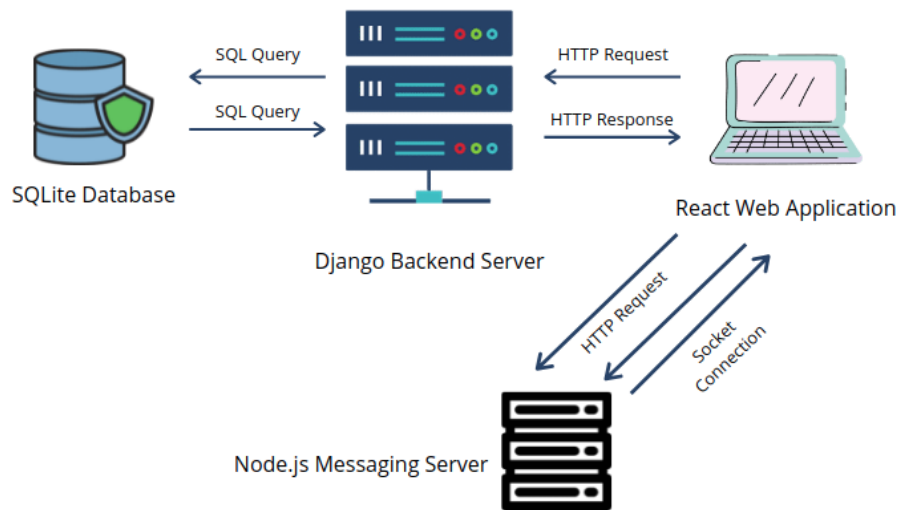 SQL Query
HTTP Request
SQL Query
HTTP Response
SQLite Database
React Web Application
Django Backend Server
HTTP Request
Socket
Connection
Node.js Messaging Server